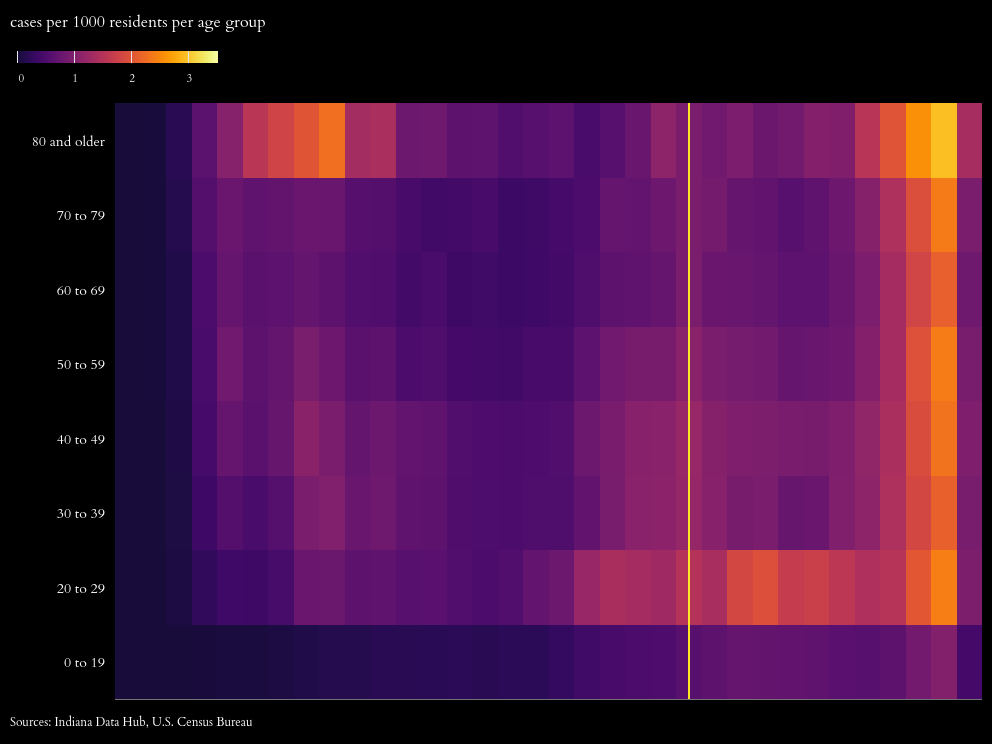 cases per 1000 residents per age group
0 1 2 3
80 and older
70 to 79
60 to 69
50 to 59
40 to 49
30 to 39
20 to 29
0 to 19
Sources: Indiana Data Hub, U.S. Census Bureau